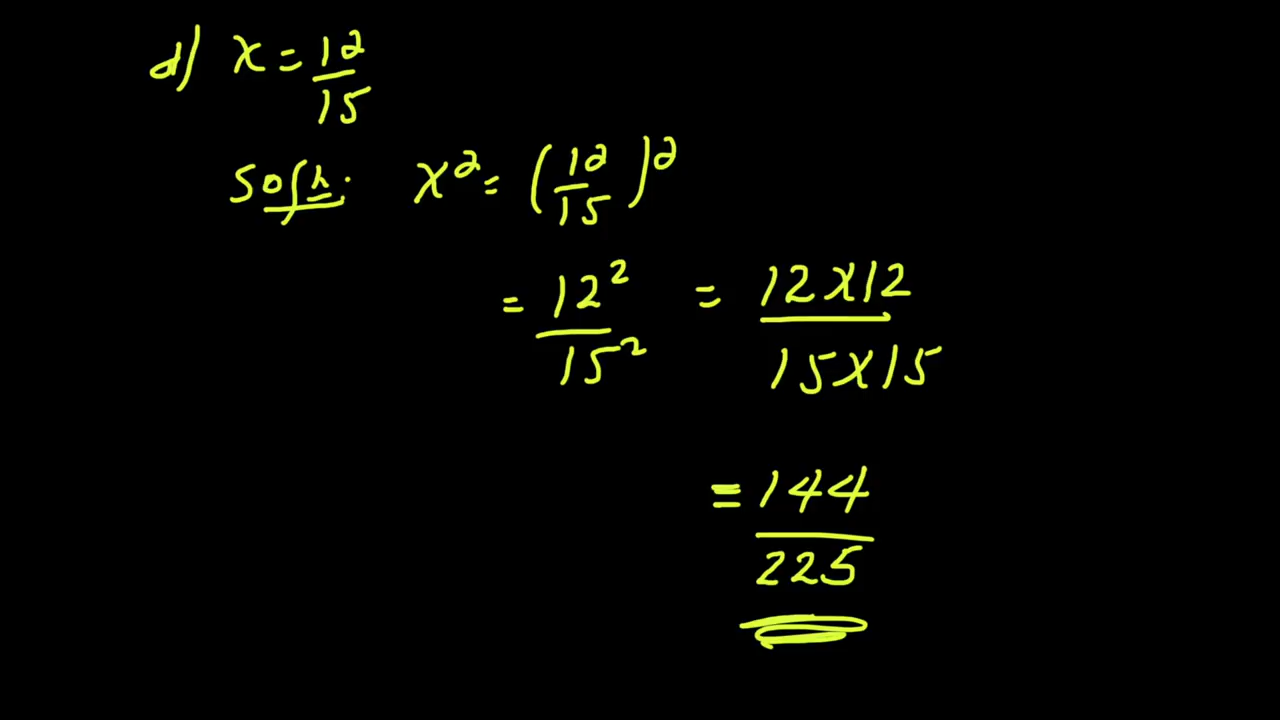 d) x = 12/15
Soln: x² = (12/15)²
= 12²/15² = 12x12/15x15
= 144/225